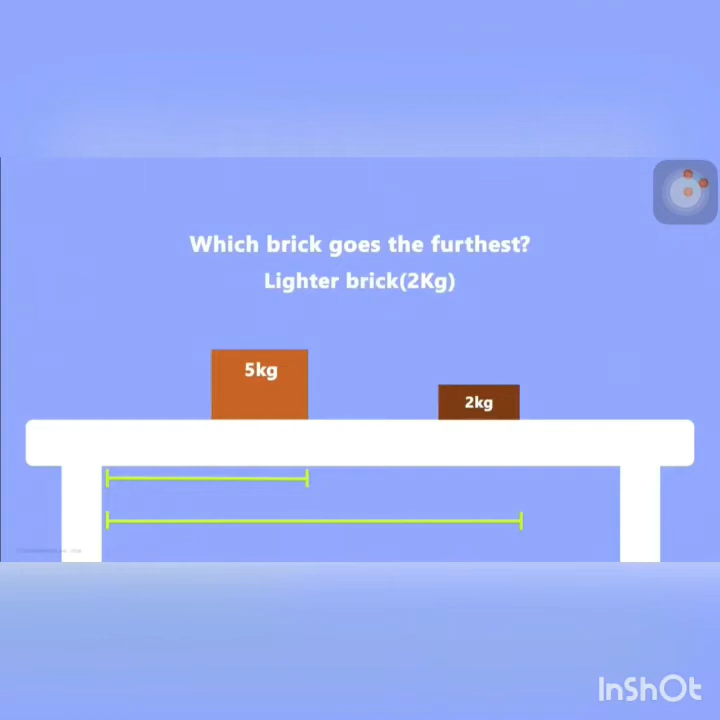 Which brick goes the furthest?
Lighter brick(2Kg)
5kg
2kg
InShOt